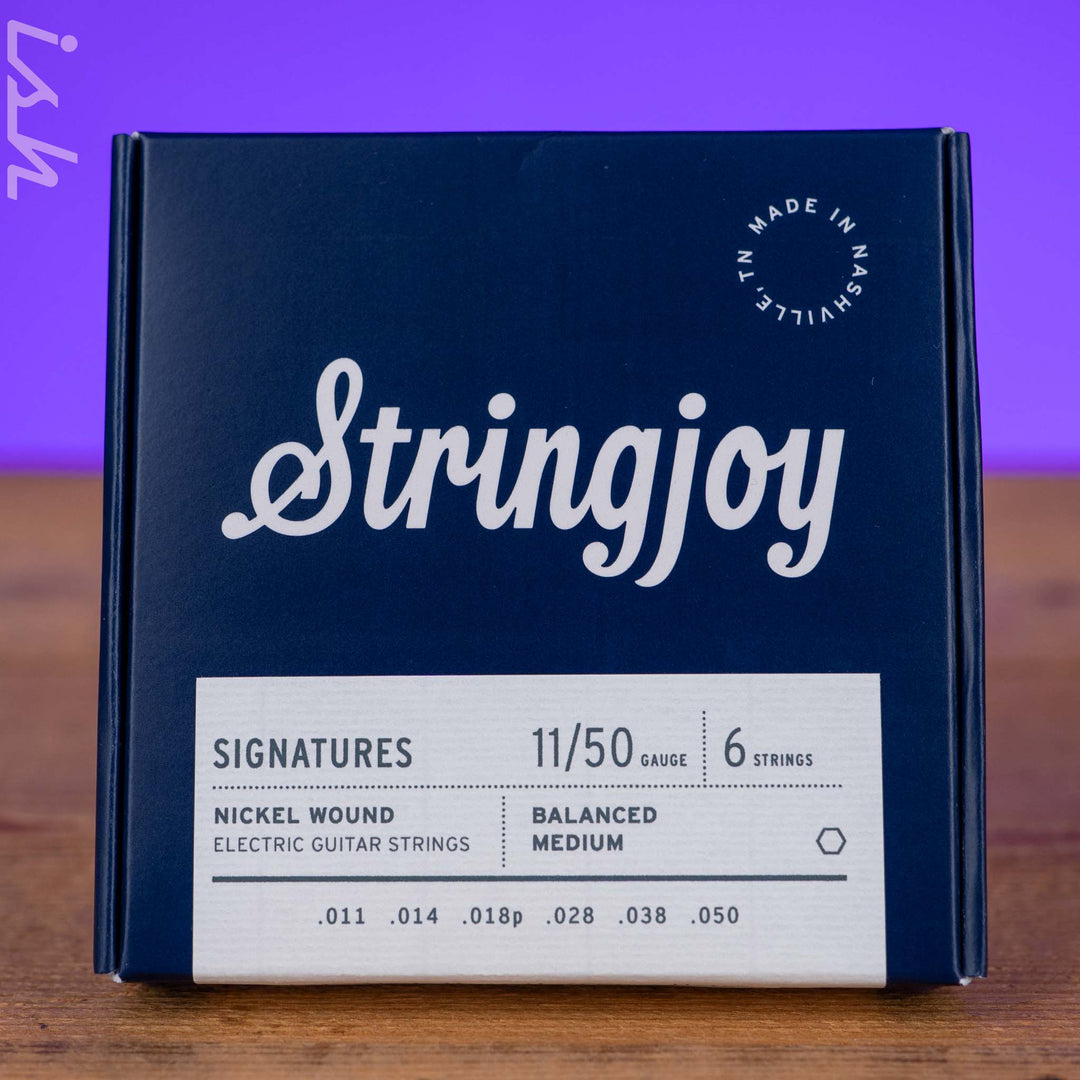 ish
MADE IN NASHVILLE, TN
Stringjoy
SIGNATURES
11/50 GAUGE
6 STRINGS
NICKEL WOUND
ELECTRIC GUITAR STRINGS
BALANCED
MEDIUM
.011 .014 .018p .028 .038 .050